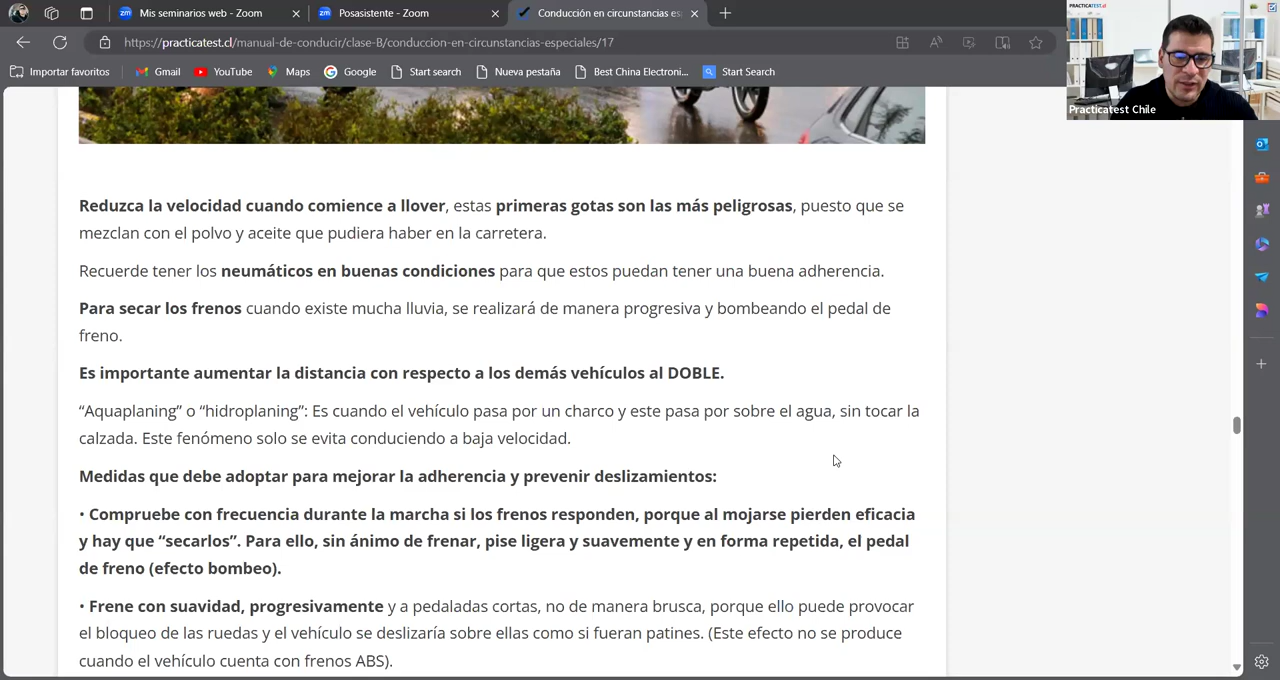 Mis seminarios web - Zoom
Posasistente - Zoom
Conducción en circunstancias es
https://practicatest.cl/manual-de-conducir/clase-B/conduccion-en-circunstancias-especiales/17
Importar favoritos
Gmail
YouTube
Maps
Google
Start search
Nueva pestaña
Best China Electroni...
Start Search
PRACTICATEST.cl
Practicatest Chile
Reduzca la velocidad cuando comience a llover, estas primeras gotas son las más peligrosas, puesto que se
mezclan con el polvo y aceite que pudiera haber en la carretera.
Recuerde tener los neumáticos en buenas condiciones para que estos puedan tener una buena adherencia.
Para secar los frenos cuando existe mucha lluvia, se realizará de manera progresiva y bombeando el pedal de
freno.
Es importante aumentar la distancia con respecto a los demás vehículos al DOBLE.
“Aquaplaning” o “hidroplaning”: Es cuando el vehículo pasa por un charco y este pasa por sobre el agua, sin tocar la
calzada. Este fenómeno solo se evita conduciendo a baja velocidad.
Medidas que debe adoptar para mejorar la adherencia y prevenir deslizamientos:
• Compruebe con frecuencia durante la marcha si los frenos responden, porque al mojarse pierden eficacia
y hay que “secarlos”. Para ello, sin ánimo de frenar, pise ligera y suavemente y en forma repetida, el pedal
de freno (efecto bombeo).
• Frene con suavidad, progresivamente y a pedaladas cortas, no de manera brusca, porque ello puede provocar
el bloqueo de las ruedas y el vehículo se deslizaría sobre ellas como si fueran patines. (Este efecto no se produce
cuando el vehículo cuenta con frenos ABS).